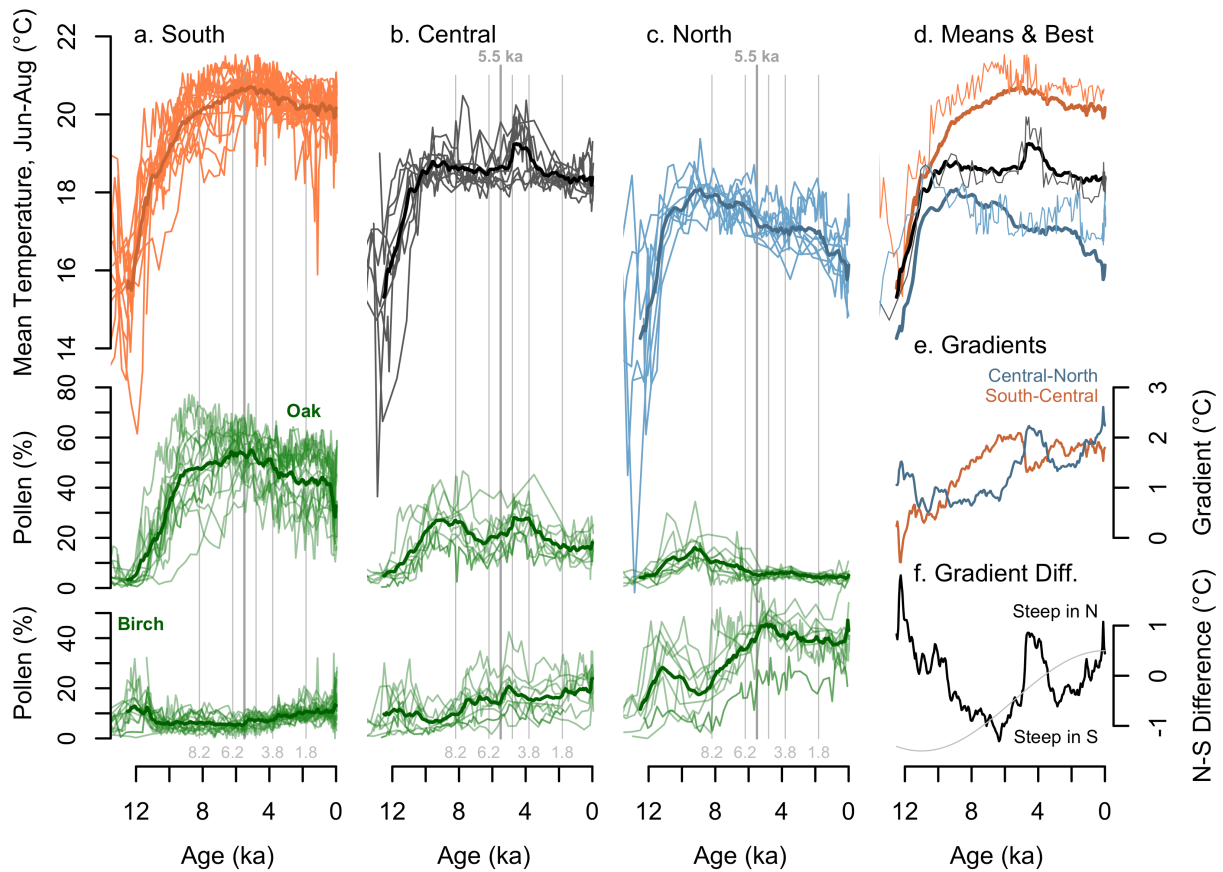 a. South
b. Central
c. North
d. Means & Best
5.5 ka
5.5 ka
Mean Temperature, Jun-Aug (°C)
22
20
18
16
14
e. Gradients
Central-North
South-Central
3
2
1
0
Gradient (°C)
80
60
40
20
0
Pollen (%)
Oak
f. Gradient Diff.
Steep in N
Steep in S
1
0
-1
N-S Difference (°C)
Birch
40
20
0
Pollen (%)
8.2 6.2 3.8 1.8
8.2 6.2 3.8 1.8
8.2 6.2 3.8 1.8
12 8 4 0
12 8 4 0
12 8 4 0
12 8 4 0
Age (ka)
Age (ka)
Age (ka)
Age (ka)